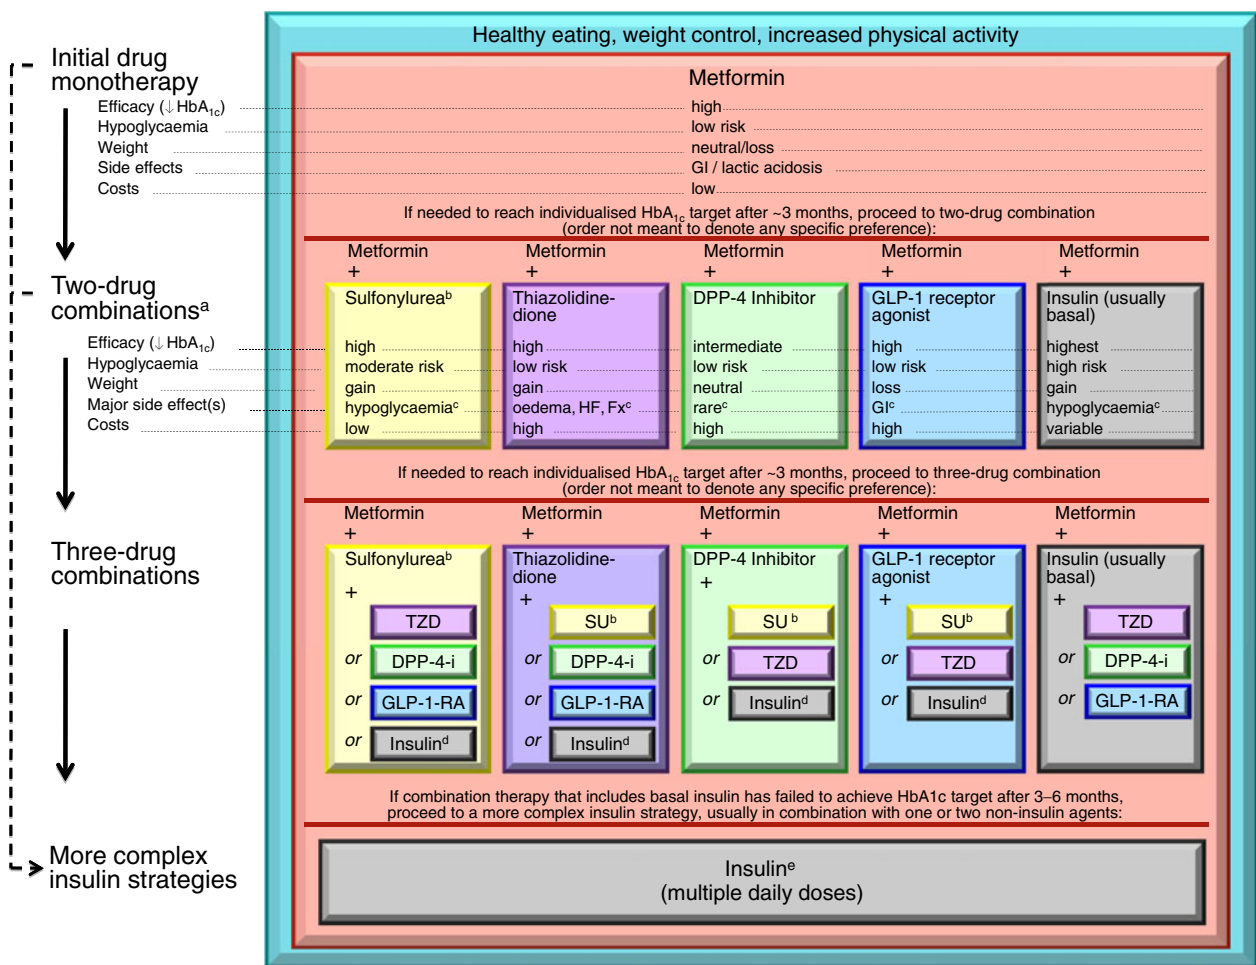 Healthy eating, weight control, increased physical activity
Initial drug
monotherapy
Metformin
Efficacy (↓ HbA1c) high
Hypoglycaemia low risk
Weight neutral/loss
Side effects GI / lactic acidosis
Costs low
If needed to reach individualised HbA1c target after ~3 months, proceed to two-drug combination
(order not meant to denote any specific preference):
Metformin Metformin Metformin Metformin Metformin
+ + + + +
Two-drug
combinationsa
Sulfonylureab Thiazolidine- DPP-4 Inhibitor GLP-1 receptor Insulin (usually
dione agonist basal)
Efficacy (↓ HbA1c) high high intermediate high highest
Hypoglycaemia moderate risk low risk low risk low risk high risk
Weight gain gain neutral loss gain
Major side effect(s) hypoglycaemiac oedema, HF, Fxc rarec GIc hypoglycaemiac
Costs low high high high variable
If needed to reach individualised HbA1c target after ~3 months, proceed to three-drug combination
(order not meant to denote any specific preference):
Metformin Metformin Metformin Metformin Metformin
+ + + + +
Three-drug
combinations
Sulfonylureab Thiazolidine- DPP-4 Inhibitor GLP-1 receptor Insulin (usually
dione agonist basal)
+ + + + +
TZD SUb SUb SUb TZD
or DPP-4-i or DPP-4-i or TZD or TZD or DPP-4-i
or GLP-1-RA or GLP-1-RA or Insulind or Insulind or GLP-1-RA
or Insulind or Insulind
If combination therapy that includes basal insulin has failed to achieve HbA1c target after 3–6 months,
proceed to a more complex insulin strategy, usually in combination with one or two non-insulin agents:
More complex
insulin strategies
Insuline
(multiple daily doses)